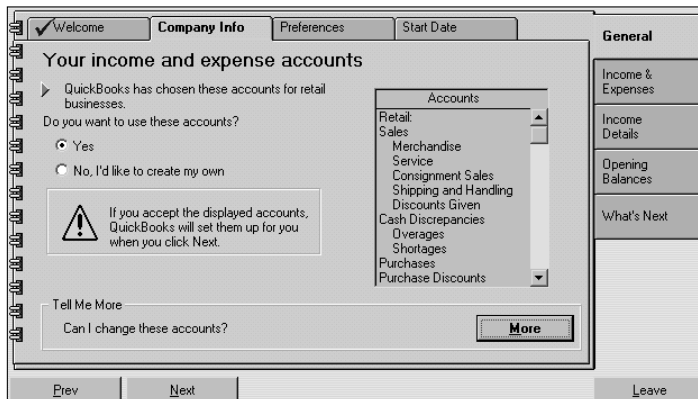 Welcome
Company Info
Preferences
Start Date
General
Your income and expense accounts
QuickBooks has chosen these accounts for retail
businesses.
Do you want to use these accounts?
Yes
No, I'd like to create my own
If you accept the displayed accounts,
QuickBooks will set them up for you
when you click Next.
Accounts
Retail:
Sales
Merchandise
Service
Consignment Sales
Shipping and Handling
Discounts Given
Cash Discrepancies
Overages
Shortages
Purchases
Purchase Discounts
Income &
Expenses
Income
Details
Opening
Balances
What's Next
Tell Me More
Can I change these accounts?
More
Prev
Next
Leave